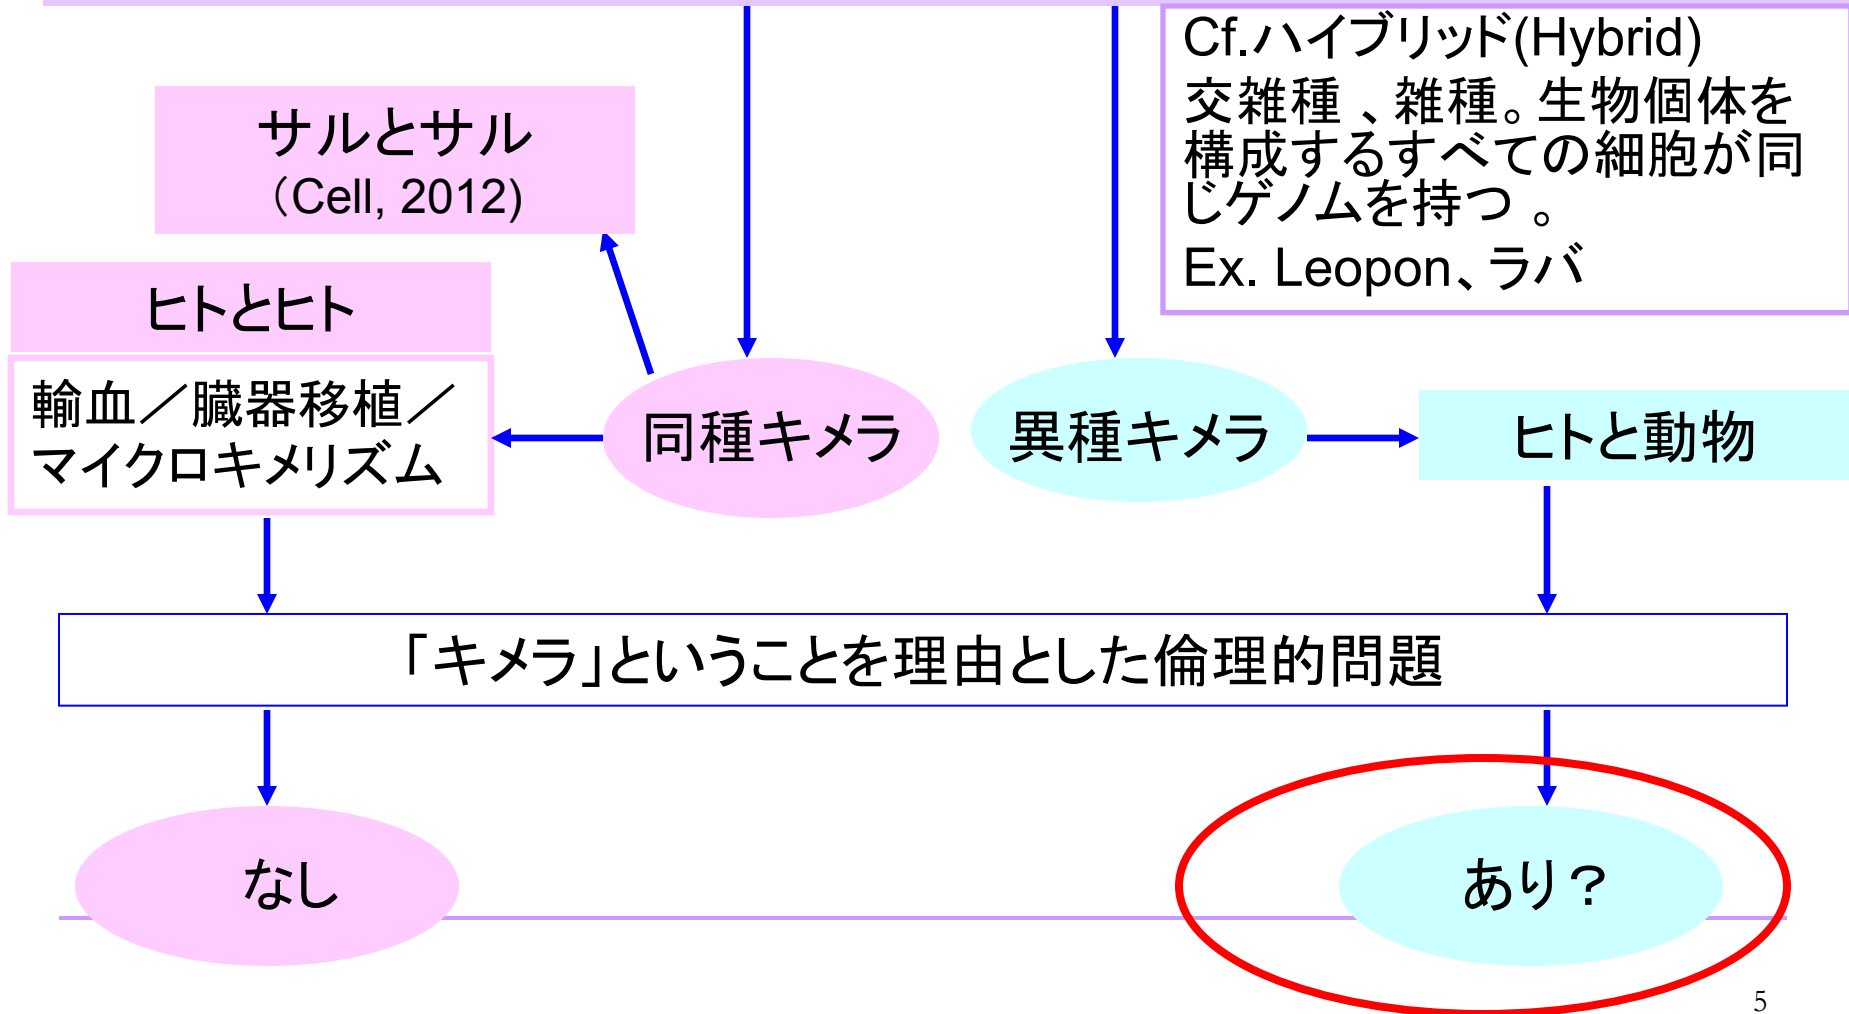 Cf.ハイブリッド(Hybrid)
交雑種 、雑種。生物個体を
構成するすべての細胞が同
じゲノムを持つ 。
Ex. Leopon、ラバ
サルとサル
（Cell, 2012)
ヒトとヒト
輸血／臓器移植／
マイクロキメリズム
同種キメラ
異種キメラ
ヒトと動物
「キメラ」ということを理由とした倫理的問題
なし
あり？
5